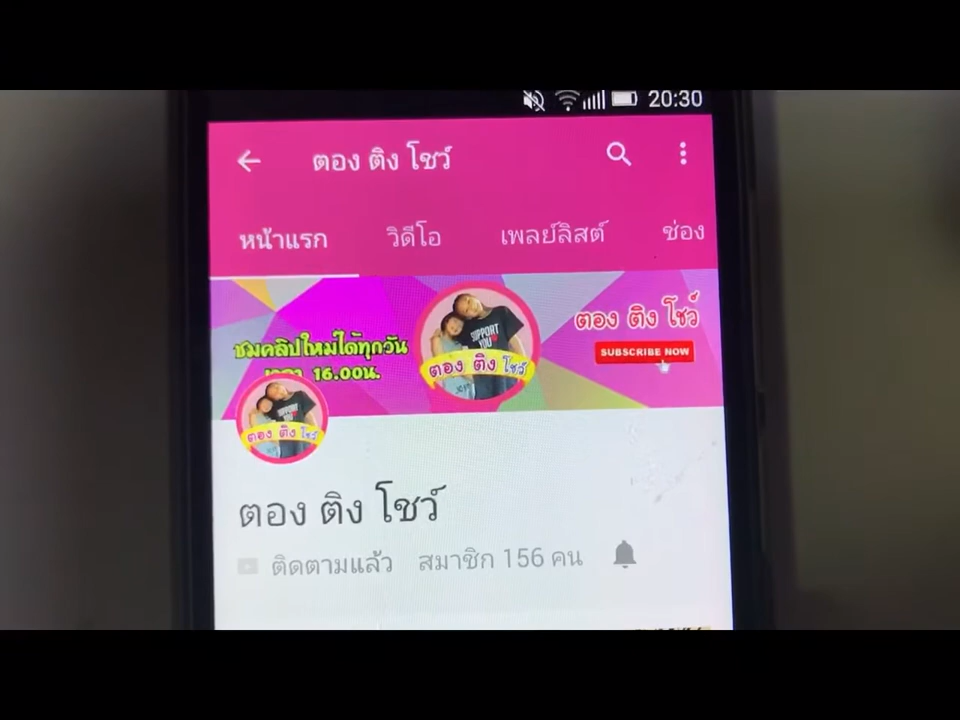 20:30
ตอง ติง โชว์
หน้าแรก วิดีโอ เพลย์ลิสต์ ช่อง
ชมคลิปใหม่ได้ทุกวัน
16.00น.
SUPPORT
YOU
ตอง ติง โชว์
ตอง ติง โชว์
SUBSCRIBE NOW
ตอง ติง โชว์
ตอง ติง โชว์
ติดตามแล้ว สมาชิก 156 คน